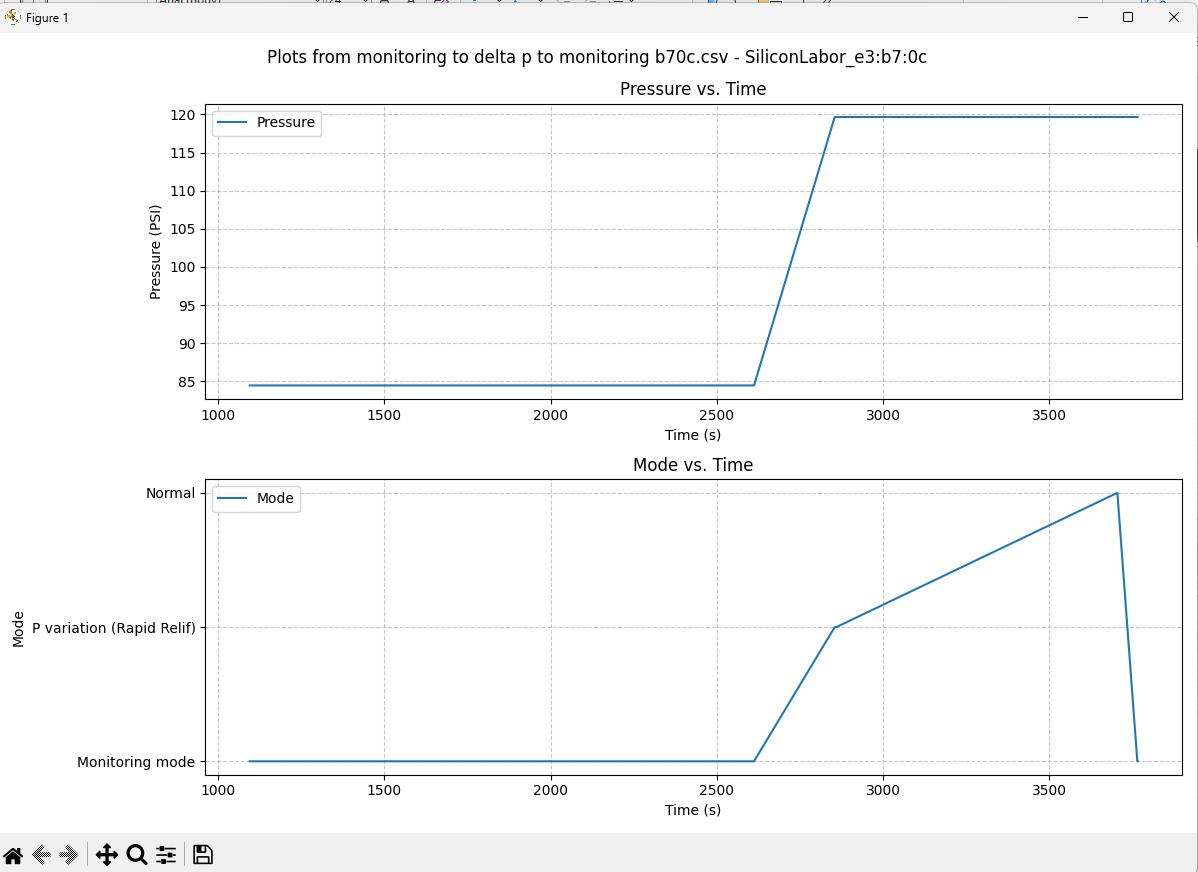 Figure 1
Plots from monitoring to delta p to monitoring b70c.csv - SiliconLabor_e3:b7:0c
Pressure vs. Time
Pressure
Pressure (PSI)
120
115
110
105
100
95
90
85
1000 1500 2000 2500 3000 3500
Time (s)
Mode vs. Time
Mode
Mode
Normal
P variation (Rapid Relif)
Monitoring mode
1000 1500 2000 2500 3000 3500
Time (s)